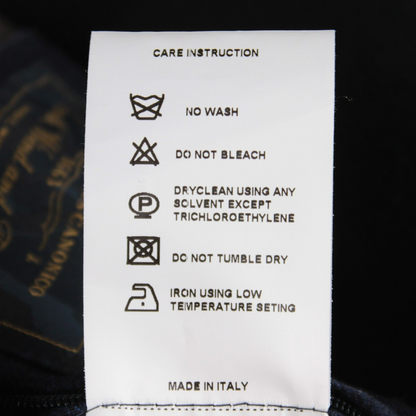 CARE INSTRUCTION
NO WASH
DO NOT BLEACH
P
DRYCLEAN USING ANY
SOLVENT EXCEPT
TRICHLOROETHYLENE
DO NOT TUMBLE DRY
IRON USING LOW
TEMPERATURE SETING
MADE IN ITALY
CANONICO